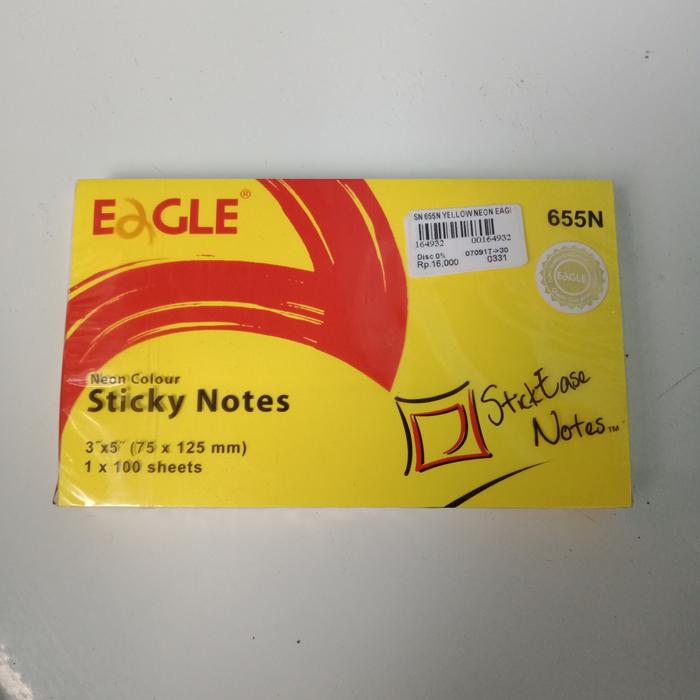 EAGLE®
SN 655N YELLOW NEON EAGL
164932 00164932
Disc 0% 070917->30
Rp.16,000 0331
655N
EAGLE
Neon Colour
Sticky Notes
3"x5" (75 x 125 mm)
1 x 100 sheets
StickEase
Notes™